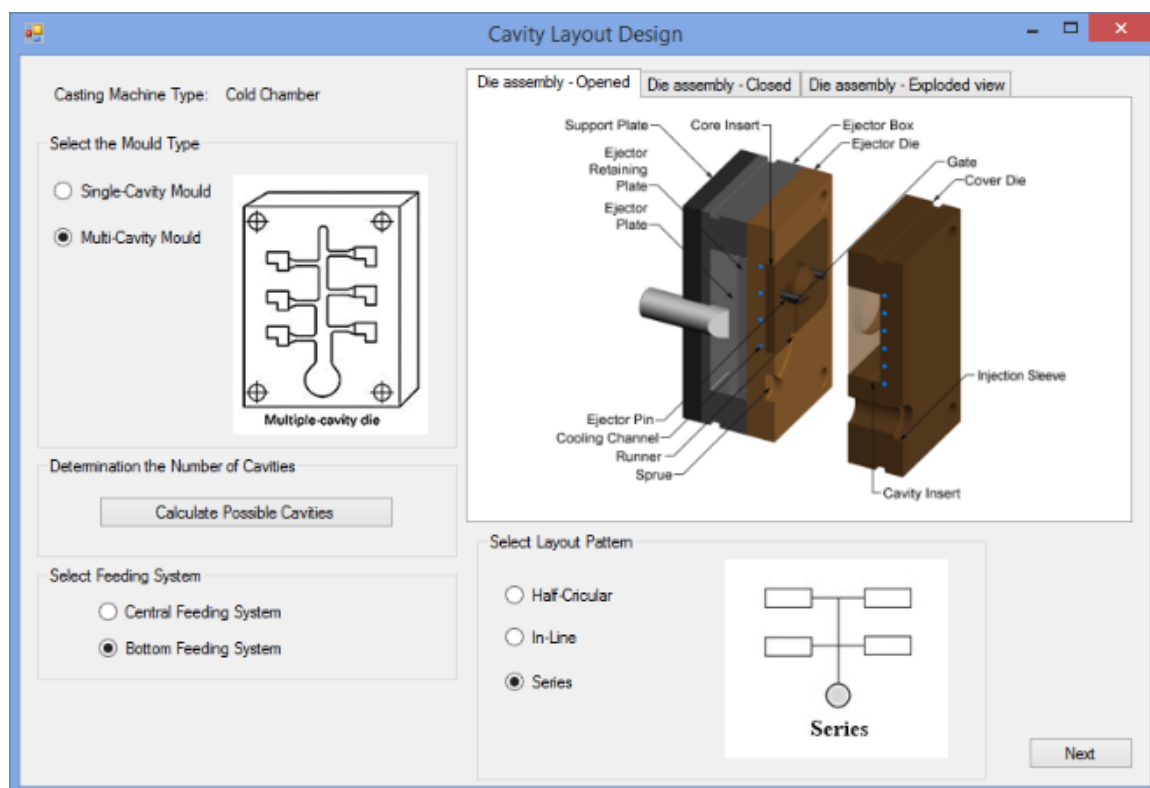 Cavity Layout Design
Casting Machine Type: Cold Chamber
Select the Mould Type
Single-Cavity Mould
Multi-Cavity Mould
Multiple-cavity die
Determination the Number of Cavities
Calculate Possible Cavities
Select Feeding System
Central Feeding System
Bottom Feeding System
Die assembly - Opened
Die assembly - Closed
Die assembly - Exploded view
Support Plate
Core Insert
Ejector Box
Ejector Die
Gate
Cover Die
Ejector
Retaining
Plate
Ejector
Plate
Injection Sleeve
Ejector Pin
Cooling Channel
Runner
Sprue
Cavity Insert
Select Layout Pattern
Half-Cricular
In-Line
Series
Series
Next